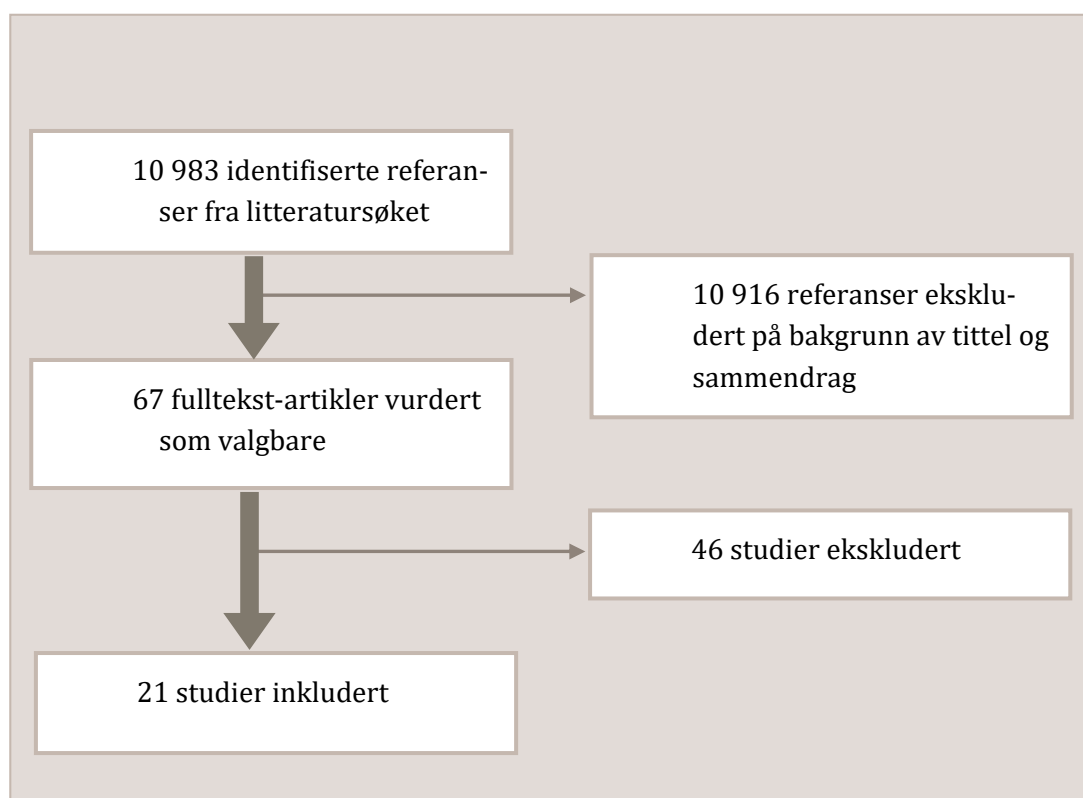 10 983 identifiserte referan-
ser fra litteratursøket
10 916 referanser eksklu-
dert på bakgrunn av tittel og
sammendrag
67 fulltekst-artikler vurdert
som valgbare
46 studier ekskludert
21 studier inkludert